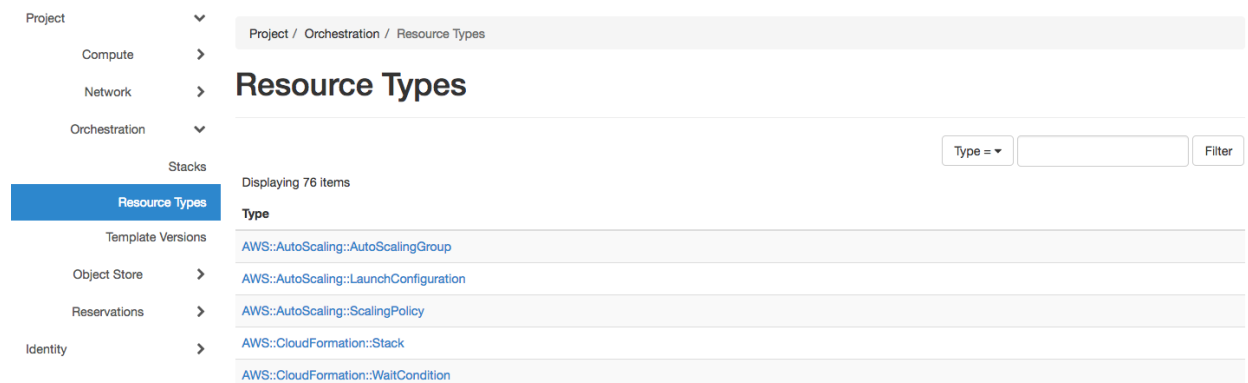 Project
Compute
Network
Orchestration
Stacks
Resource Types
Template Versions
Object Store
Reservations
Identity
Project / Orchestration / Resource Types
Resource Types
Type =
Filter
Displaying 76 items
Type
AWS::AutoScaling::AutoScalingGroup
AWS::AutoScaling::LaunchConfiguration
AWS::AutoScaling::ScalingPolicy
AWS::CloudFormation::Stack
AWS::CloudFormation::WaitCondition